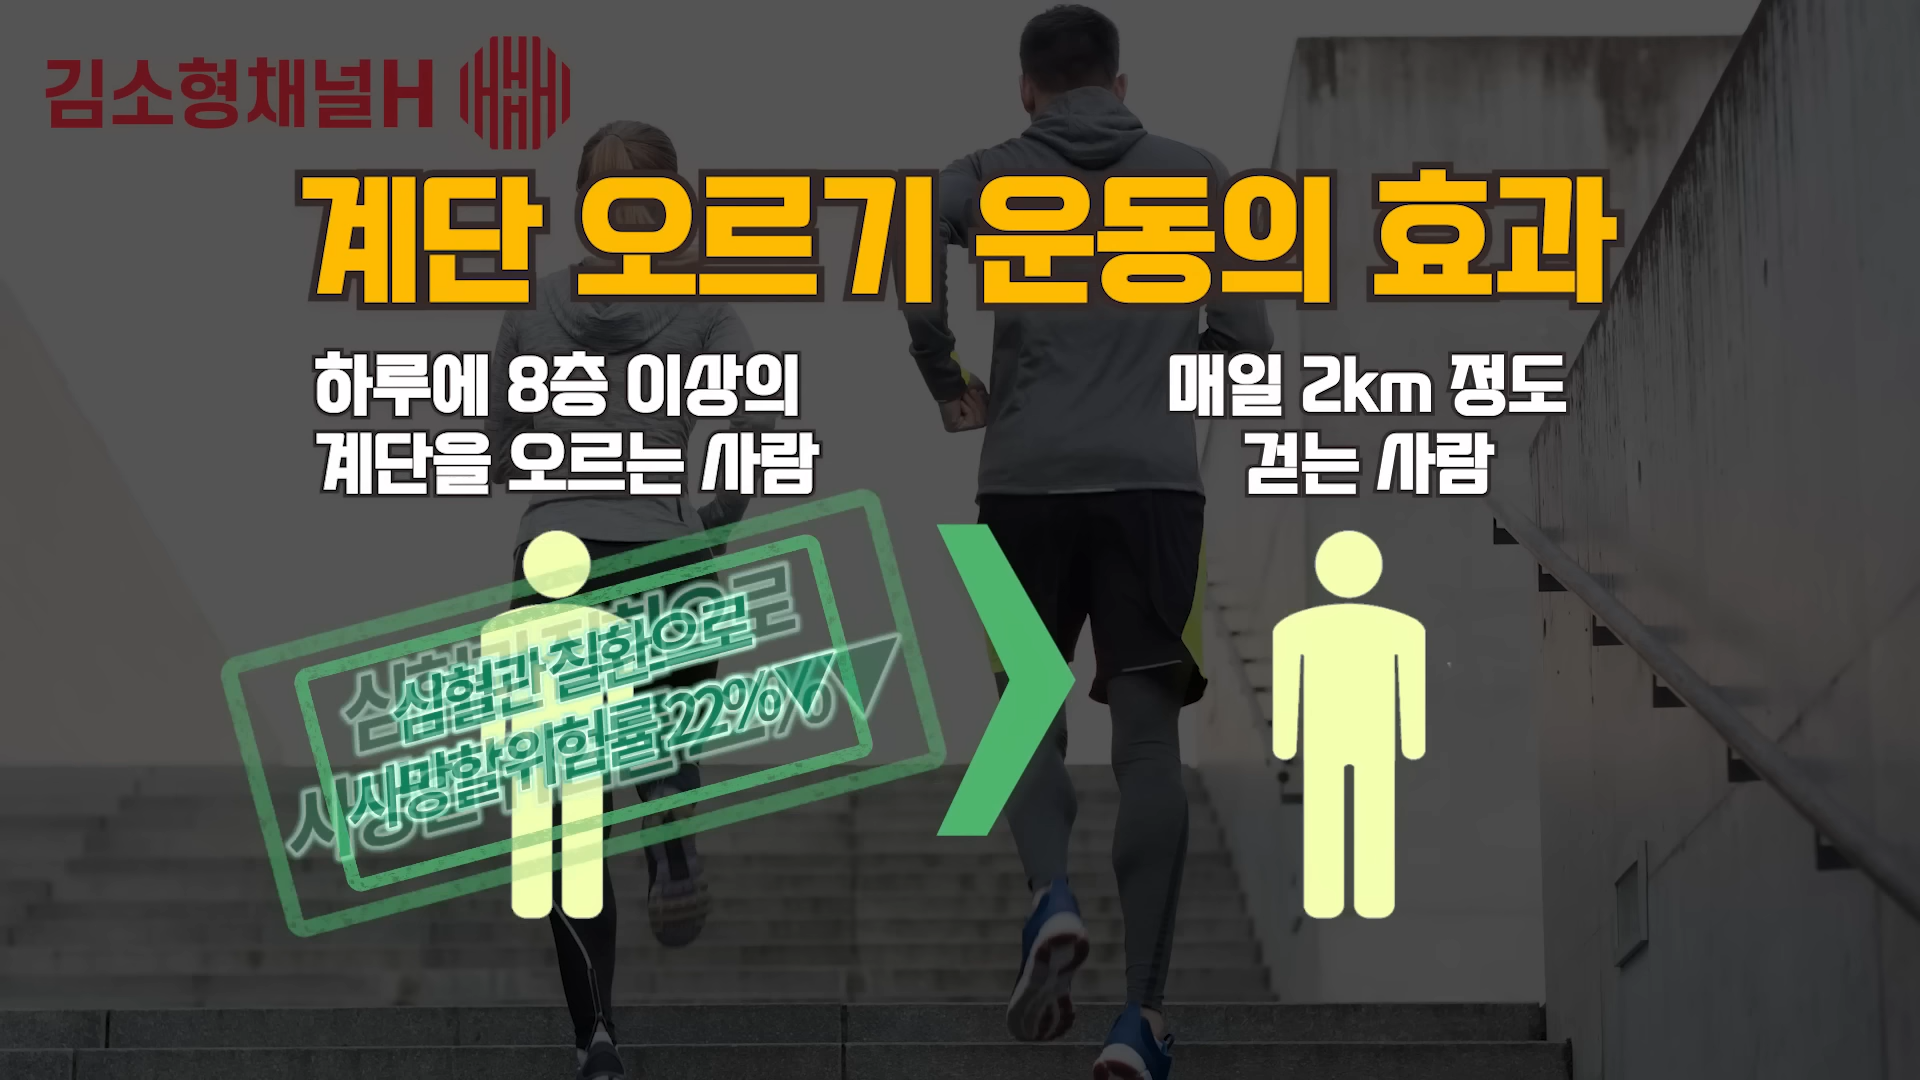 김소형채널H
계단 오르기 운동의 효과
하루에 8층 이상의
계단을 오르는 사람
매일 2km 정도
걷는 사람
심혈관 질환으로
사망할 위험률 22%▼